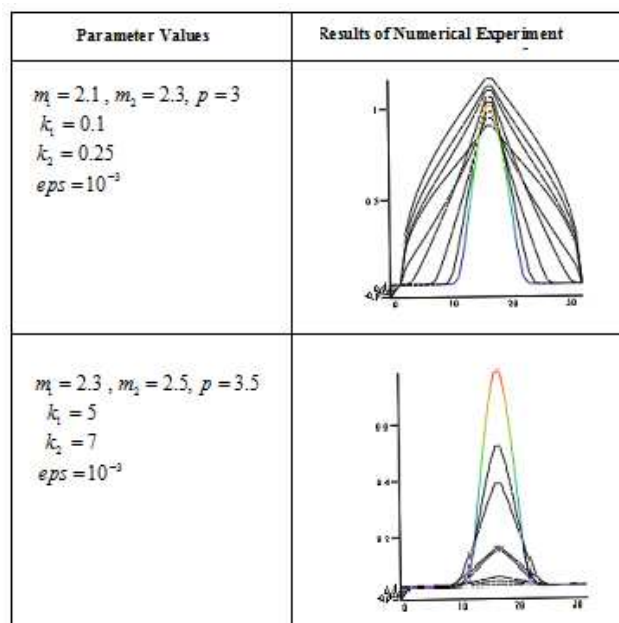 Parameter Values
Results of Numerical Experiment
m₁ = 2.1 , m₂ = 2.3, p = 3
k₁ = 0.1
k₂ = 0.25
eps = 10⁻³
1
0.5
0 10 20 30
m₁ = 2.3 , m₂ = 2.5, p = 3.5
k₁ = 5
k₂ = 7
eps = 10⁻³
0.2
0 10 20 30